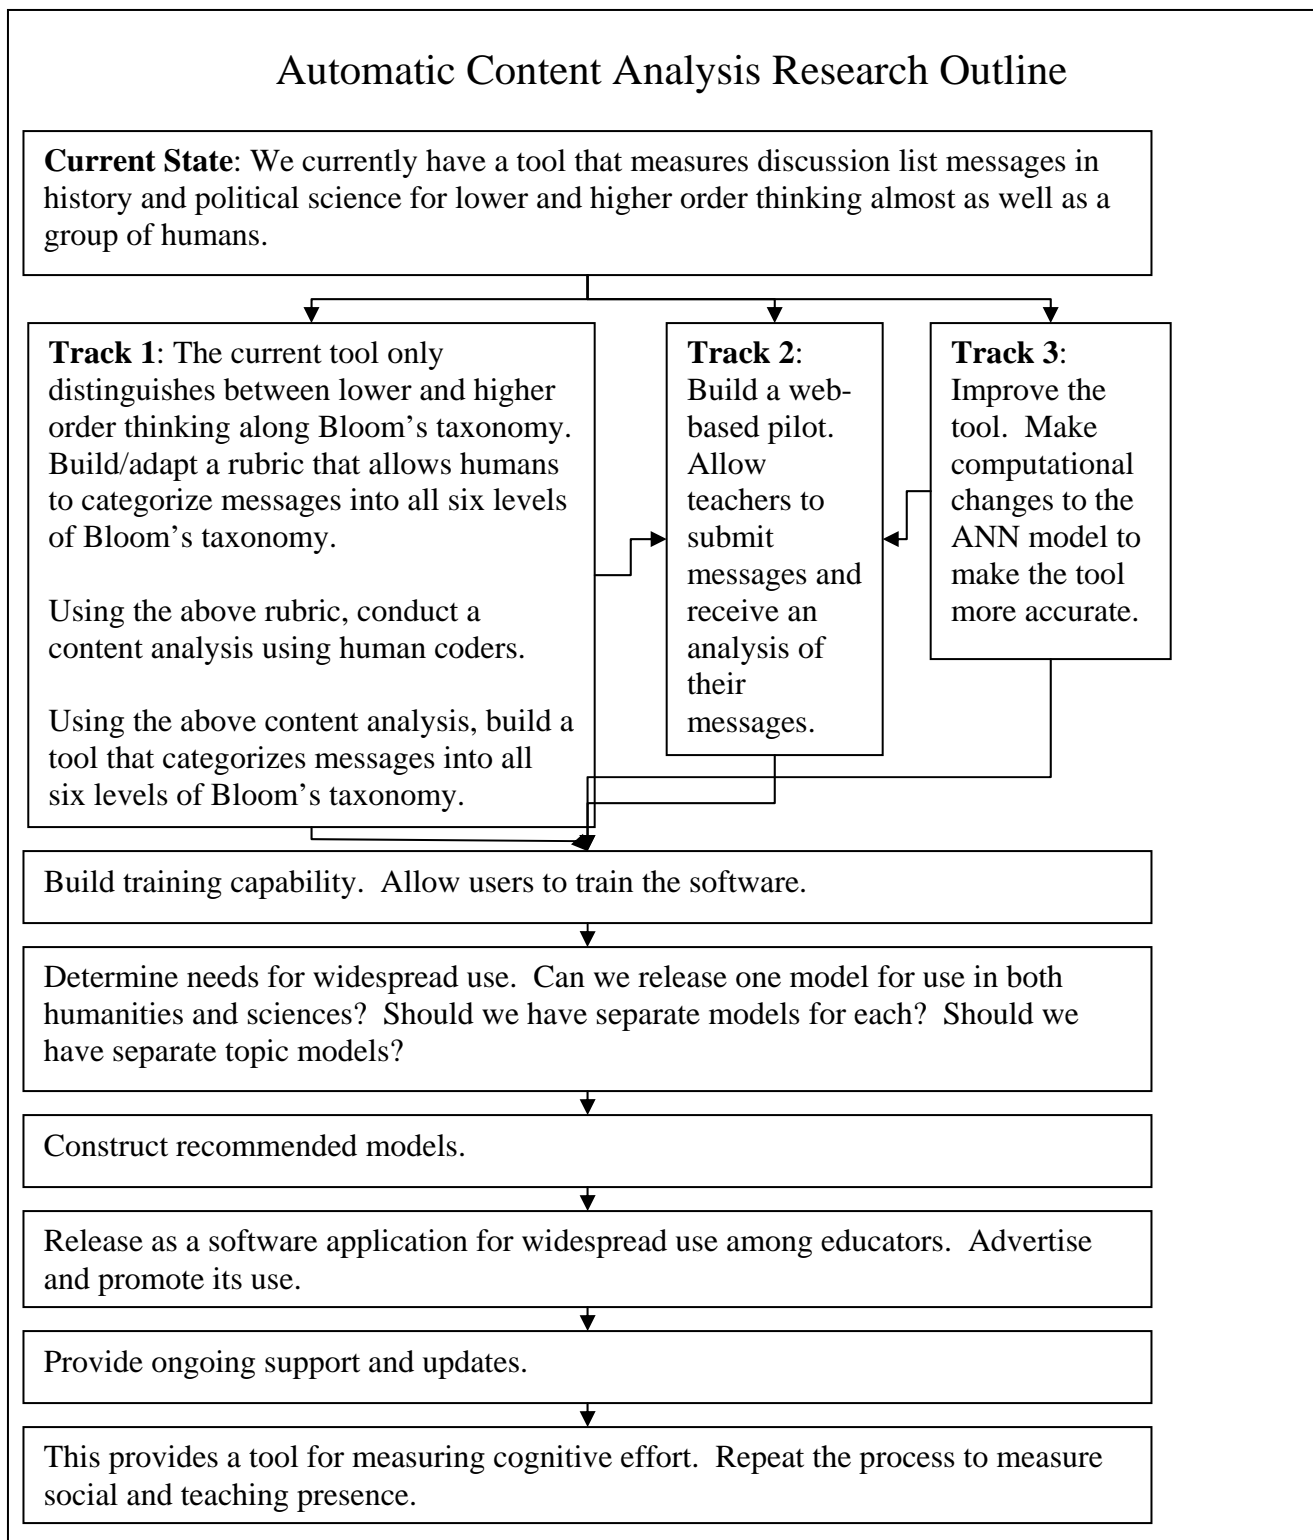 Automatic Content Analysis Research Outline
Current State: We currently have a tool that measures discussion list messages in
history and political science for lower and higher order thinking almost as well as a
group of humans.
Track 1: The current tool only
distinguishes between lower and higher
order thinking along Bloom’s taxonomy.
Build/adapt a rubric that allows humans
to categorize messages into all six levels
of Bloom’s taxonomy.
Using the above rubric, conduct a
content analysis using human coders.
Using the above content analysis, build a
tool that categorizes messages into all
six levels of Bloom’s taxonomy.
Track 2:
Build a web-
based pilot.
Allow
teachers to
submit
messages and
receive an
analysis of
their
messages.
Track 3:
Improve the
tool. Make
computational
changes to the
ANN model to
make the tool
more accurate.
Build training capability. Allow users to train the software.
Determine needs for widespread use. Can we release one model for use in both
humanities and sciences? Should we have separate models for each? Should we
have separate topic models?
Construct recommended models.
Release as a software application for widespread use among educators. Advertise
and promote its use.
Provide ongoing support and updates.
This provides a tool for measuring cognitive effort. Repeat the process to measure
social and teaching presence.